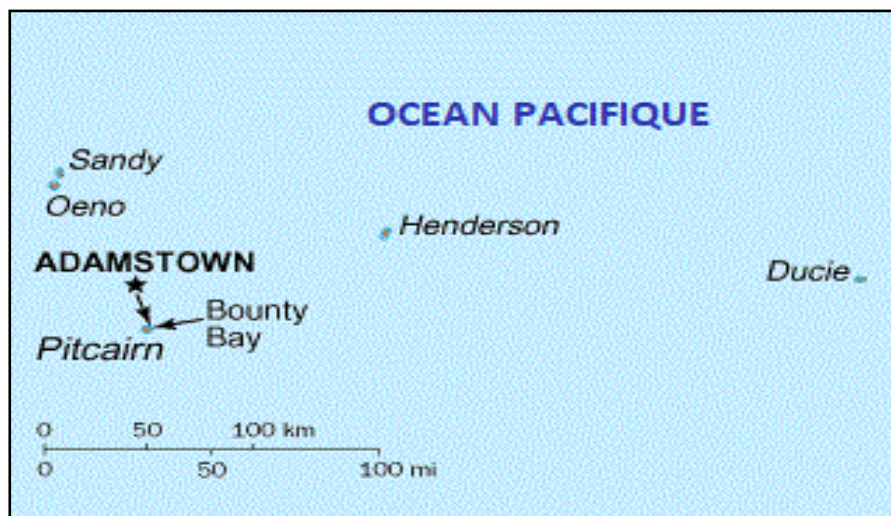 OCEAN PACIFIQUE
Sandy
Oeno
Henderson
ADAMSTOWN
Ducie
Bounty
Bay
Pitcairn
0 50 100 km
0 50 100 mi